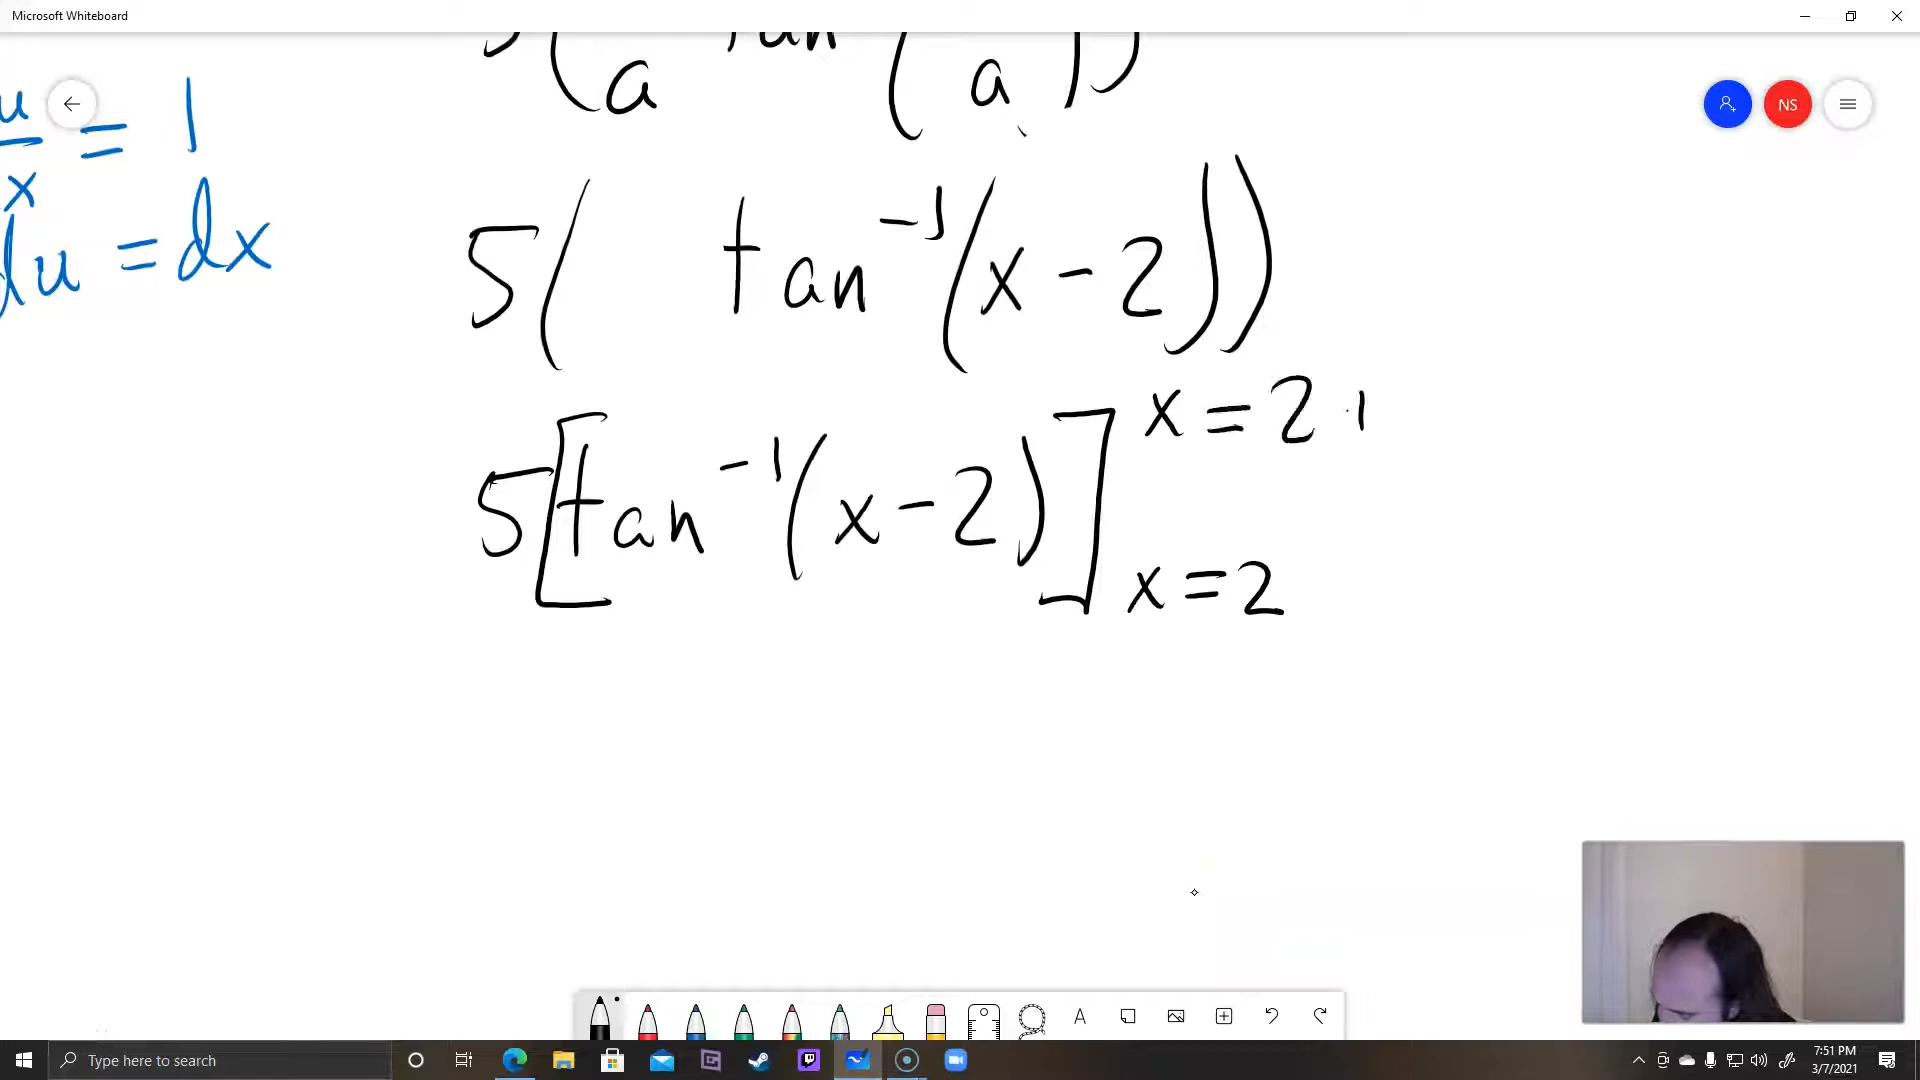 Microsoft Whiteboard
NS
a a
= 1
x
du = dx
5( tan⁻¹(x - 2))
5[tan⁻¹(x - 2)]
x = 2 ·1
x = 2
A
Type here to search
7:51 PM
3/7/2021